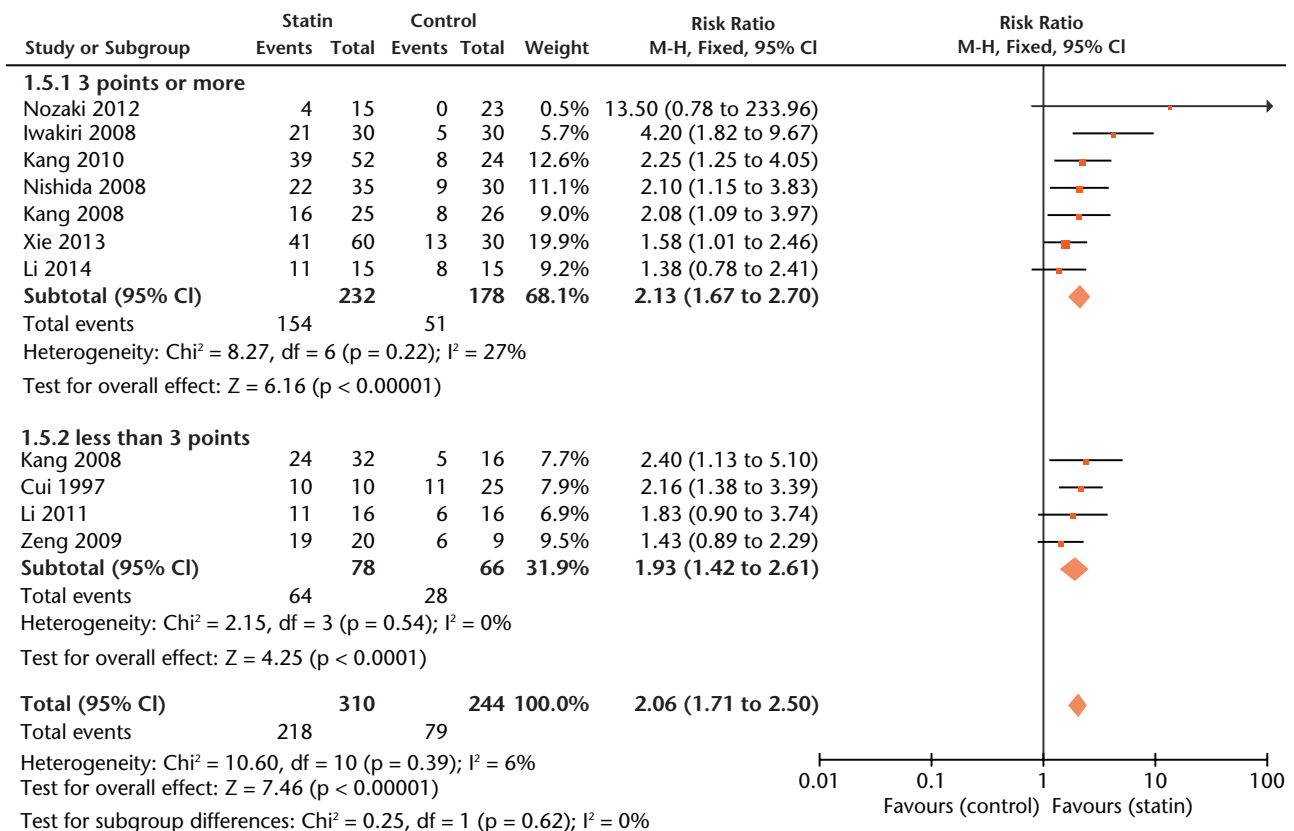 Statin Control Risk Ratio Risk Ratio
Study or Subgroup Events Total Events Total Weight M-H, Fixed, 95% CI M-H, Fixed, 95% CI
1.5.1 3 points or more
Nozaki 2012 4 15 0 23 0.5% 13.50 (0.78 to 233.96)
Iwakiri 2008 21 30 5 30 5.7% 4.20 (1.82 to 9.67)
Kang 2010 39 52 8 24 12.6% 2.25 (1.25 to 4.05)
Nishida 2008 22 35 9 30 11.1% 2.10 (1.15 to 3.83)
Kang 2008 16 25 8 26 9.0% 2.08 (1.09 to 3.97)
Xie 2013 41 60 13 30 19.9% 1.58 (1.01 to 2.46)
Li 2014 11 15 8 15 9.2% 1.38 (0.78 to 2.41)
Subtotal (95% CI) 232 178 68.1% 2.13 (1.67 to 2.70)
Total events 154 51
Heterogeneity: Chi² = 8.27, df = 6 (p = 0.22); I² = 27%
Test for overall effect: Z = 6.16 (p < 0.00001)
1.5.2 less than 3 points
Kang 2008 24 32 5 16 7.7% 2.40 (1.13 to 5.10)
Cui 1997 10 10 11 25 7.9% 2.16 (1.38 to 3.39)
Li 2011 11 16 6 16 6.9% 1.83 (0.90 to 3.74)
Zeng 2009 19 20 6 9 9.5% 1.43 (0.89 to 2.29)
Subtotal (95% CI) 78 66 31.9% 1.93 (1.42 to 2.61)
Total events 64 28
Heterogeneity: Chi² = 2.15, df = 3 (p = 0.54); I² = 0%
Test for overall effect: Z = 4.25 (p < 0.0001)
Total (95% CI) 310 244 100.0% 2.06 (1.71 to 2.50)
Total events 218 79
Heterogeneity: Chi² = 10.60, df = 10 (p = 0.39); I² = 6%
Test for overall effect: Z = 7.46 (p < 0.00001)
Test for subgroup differences: Chi² = 0.25, df = 1 (p = 0.62); I² = 0%
0.01 0.1 1 10 100
Favours (control) Favours (statin)